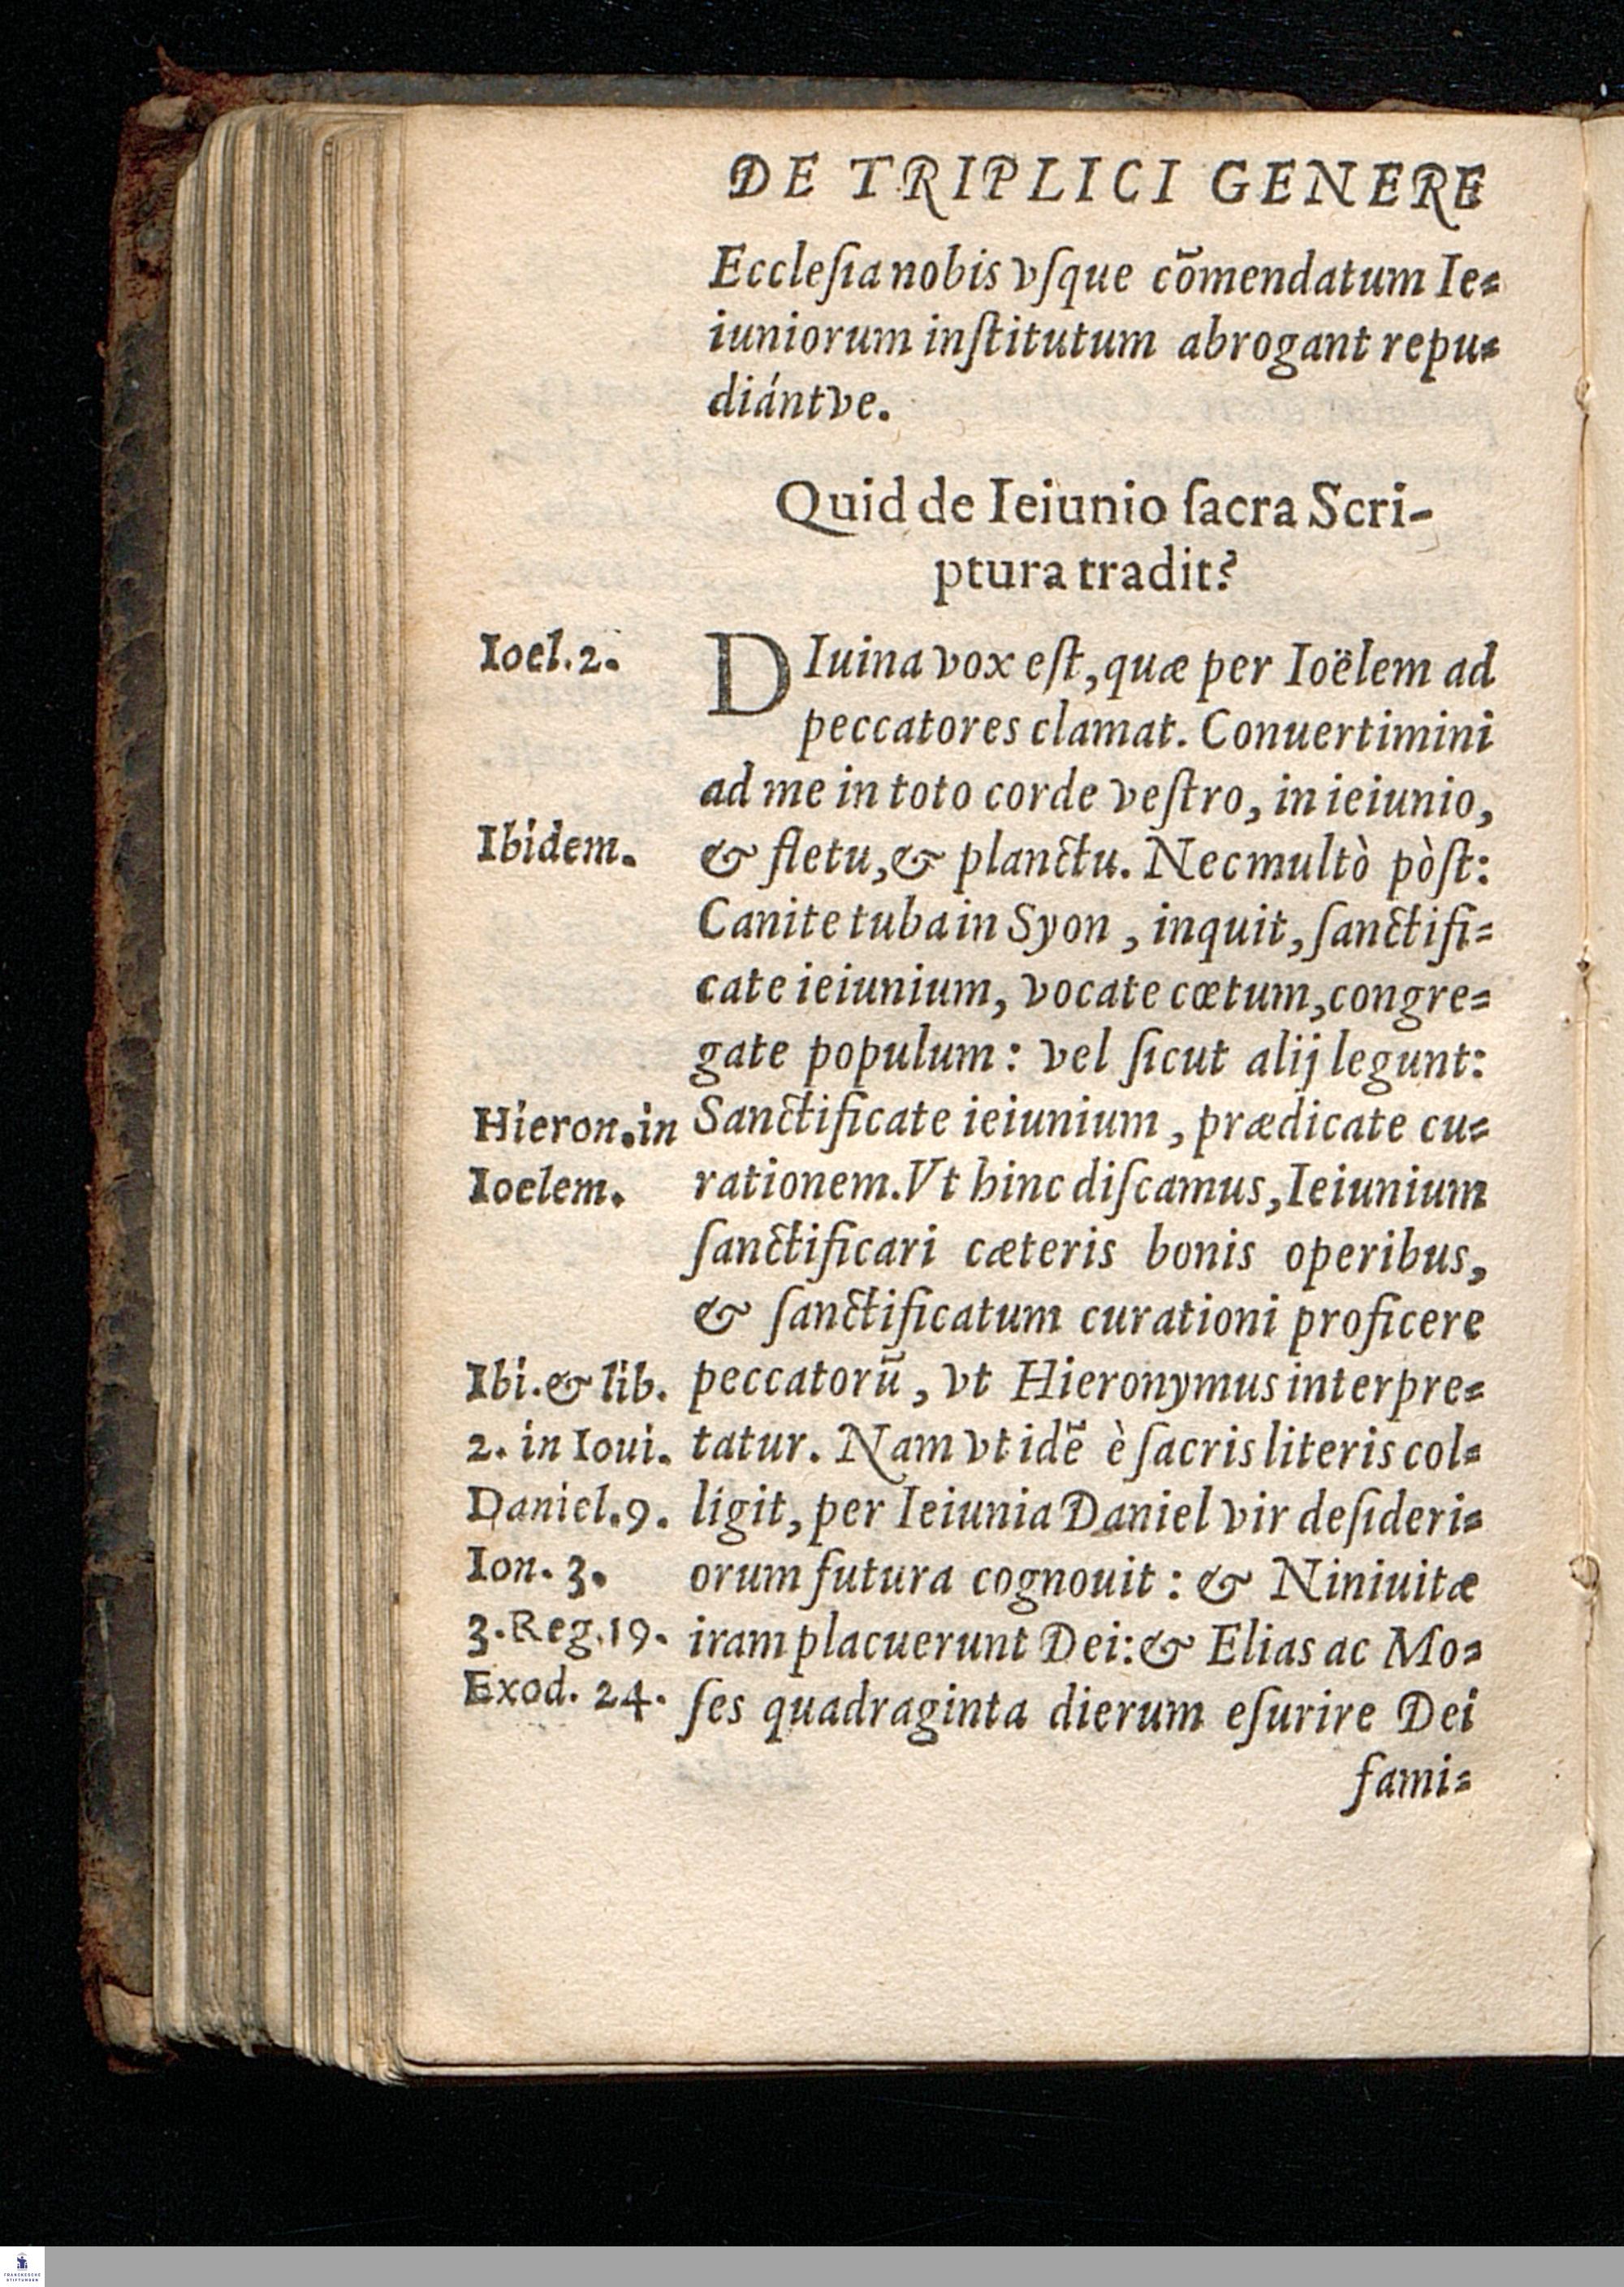 DE TRIPLICI GENERE
Ecclesia nobis vsque cōmendatum Ie=
iuniorum institutum abrogant repu=
diántve.
Quid de Ieiunio sacra Scri-
ptura tradit?
Ioel. 2.
DIuina vox est, quæ per Ioëlem ad
peccatores clamat. Conuertimini
ad me in toto corde vestro, in ieiunio,
Ibidem.
& fletu, & planctu. Nec multò pòst:
Canite tuba in Syon, inquit, sanctifi=
cate ieiunium, vocate cœtum, congre=
gate populum: vel sicut alij legunt:
Hieron. in
Sanctificate ieiunium, prædicate cu=
Ioelem.
rationem. Vt hinc discamus, Ieiunium
sanctificari cæteris bonis operibus,
& sanctificatum curationi proficere
Ibi. & lib.
peccatorū, vt Hieronymus interpre=
2. in Ioui.
tatur. Nam vt idē è sacris literis col=
Daniel. 9.
ligit, per Ieiunia Daniel vir desideri=
Ion. 3.
orum futura cognouit: & Niniuitæ
3. Reg. 19.
iram placuerunt Dei: & Elias ac Mo=
Exod. 24.
ses quadraginta dierum esurire Dei
fami=
FRANCKESCHE
STIFTUNGEN